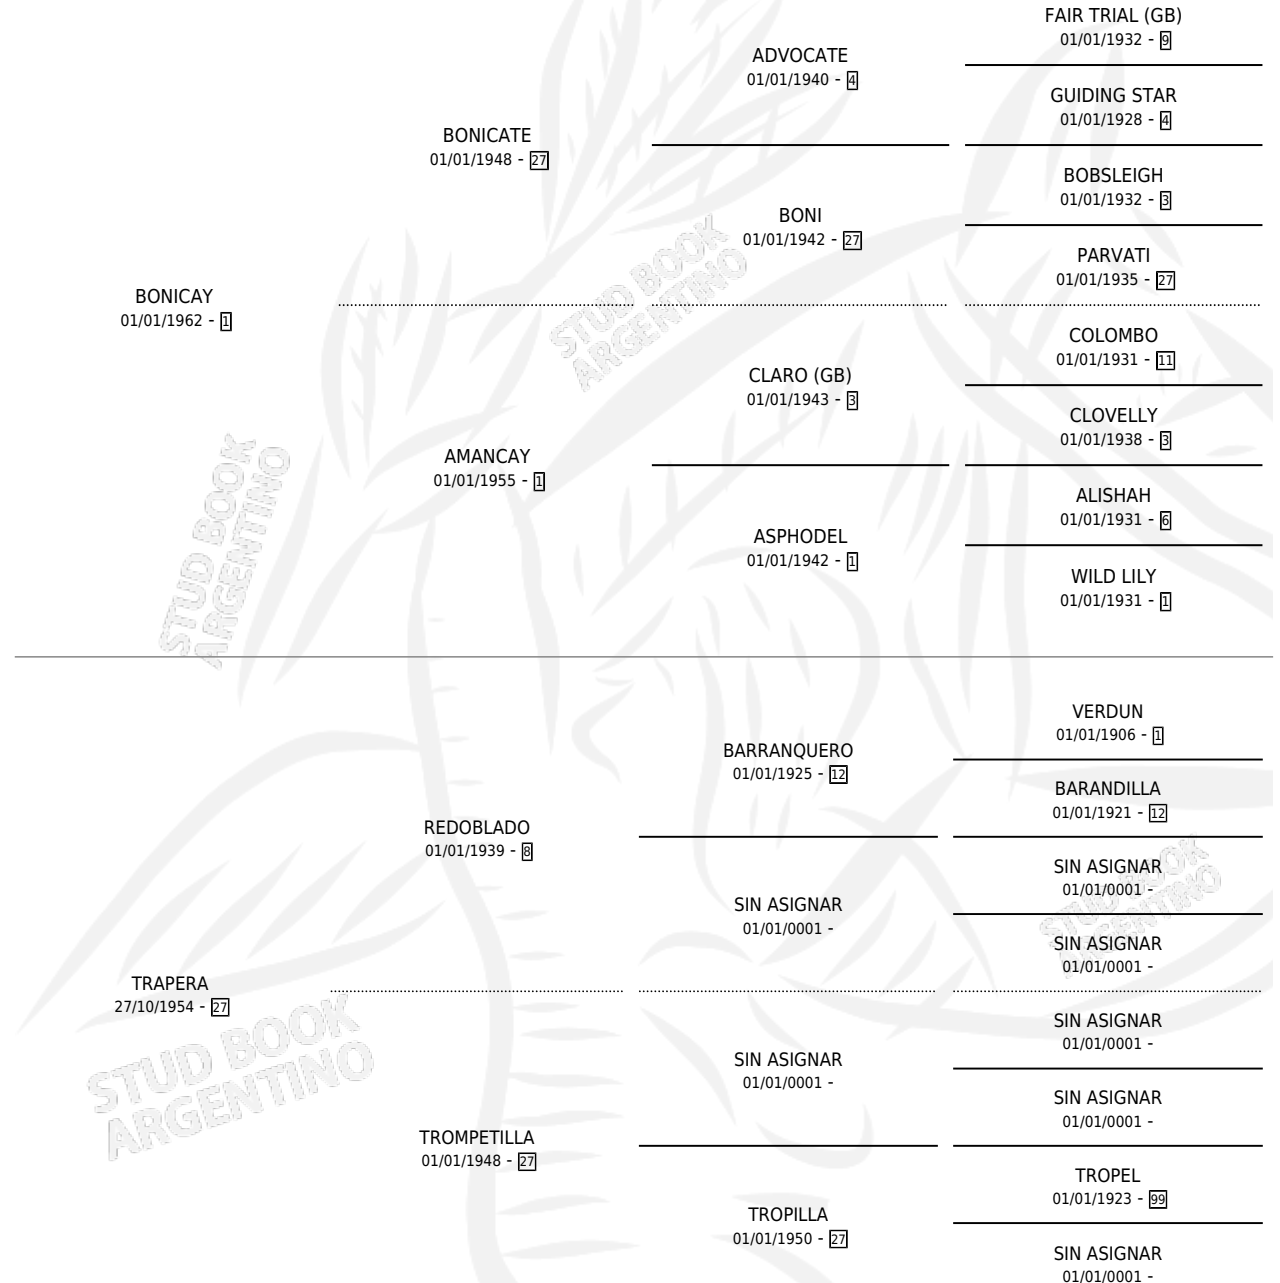 FAIR TRIAL (GB)
01/01/1932 - 9
ADVOCATE
01/01/1940 - 4
GUIDING STAR
01/01/1928 - 4
BONICATE
01/01/1948 - 27
BOBSLEIGH
01/01/1932 - 3
BONI
01/01/1942 - 27
PARVATI
01/01/1935 - 27
BONICAY
01/01/1962 - 1
COLOMBO
01/01/1931 - 11
CLARO (GB)
01/01/1943 - 3
CLOVELLY
01/01/1938 - 3
AMANCAY
01/01/1955 - 1
ALISHAH
01/01/1931 - 6
ASPHODEL
01/01/1942 - 1
WILD LILY
01/01/1931 - 1
VERDUN
01/01/1906 - 1
BARRANQUERO
01/01/1925 - 12
BARANDILLA
01/01/1921 - 12
REDOBLADO
01/01/1939 - 8
SIN ASIGNAR
01/01/0001 -
SIN ASIGNAR
01/01/0001 -
SIN ASIGNAR
01/01/0001 -
TRAPERA
27/10/1954 - 27
SIN ASIGNAR
01/01/0001 -
SIN ASIGNAR
01/01/0001 -
SIN ASIGNAR
01/01/0001 -
TROMPETILLA
01/01/1948 - 27
TROPEL
01/01/1923 - 99
TROPILLA
01/01/1950 - 27
SIN ASIGNAR
01/01/0001 -
STUD BOOK
ARGENTINO
STUD BOOK
ARGENTINO
STUD BOOK
ARGENTINO
STUD BOOK
ARGENTINO